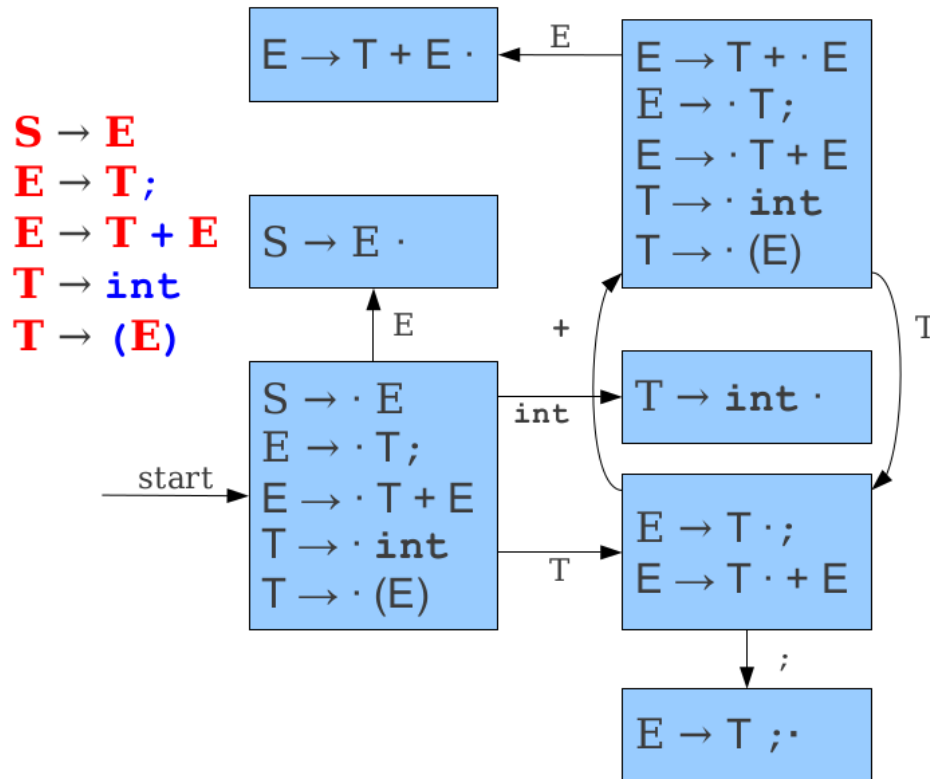 S → E
E → T ;
E → T + E
T → int
T → (E)
E → T + E ·
E
E → T + · E
E → · T ;
E → · T + E
T → · int
T → · (E)
S → E ·
E
+
T
start
S → · E
E → · T ;
E → · T + E
T → · int
T → · (E)
int
T → int ·
T
E → T · ;
E → T · + E
;
E → T ; ·